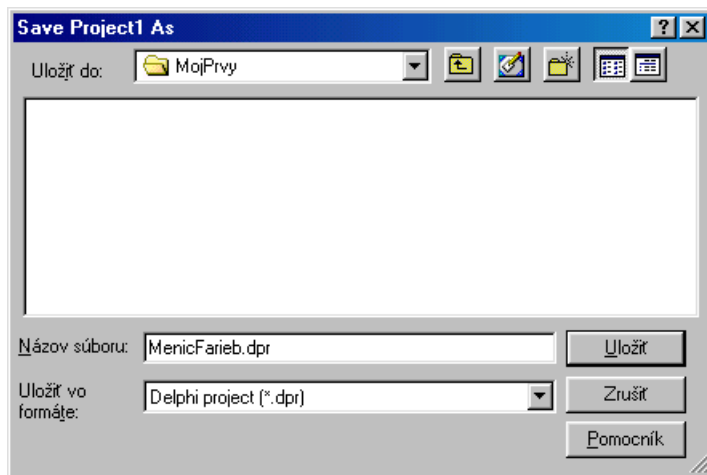 Save Project1 As
Uložiť do: MojPrvy
Názov súboru: MenicFarieb.dpr Uložiť
Uložiť vo formáte: Delphi project (*.dpr) Zrušiť
Pomocník